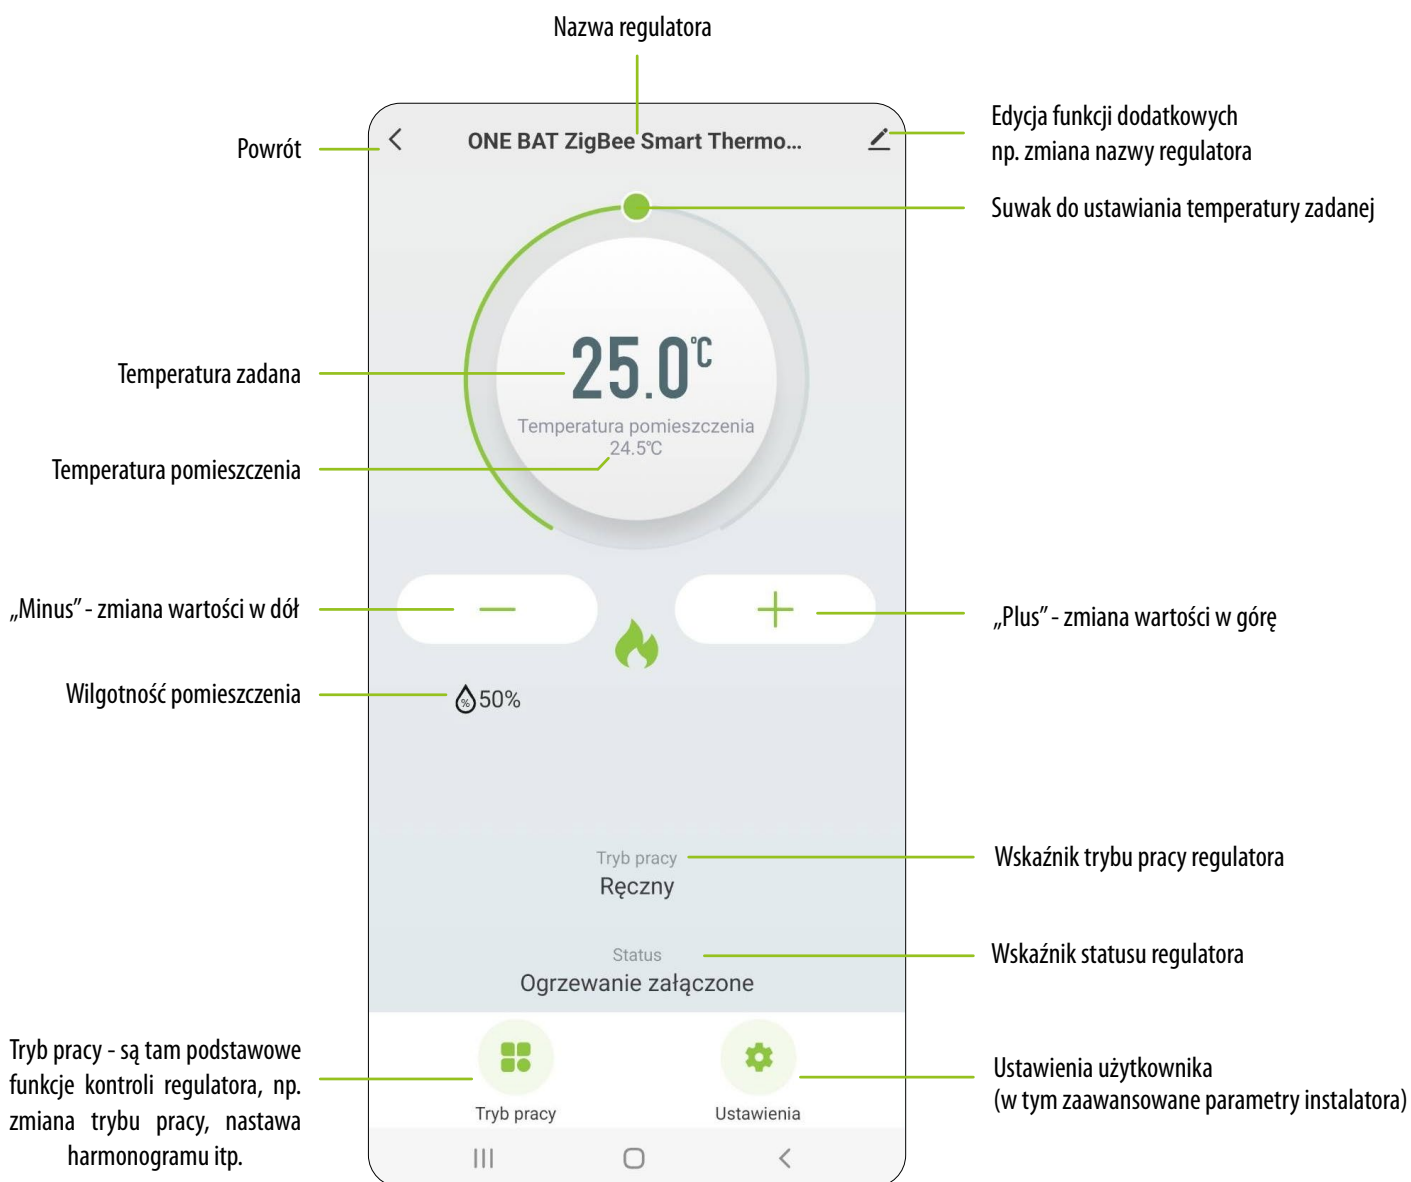 Nazwa regulatora
Powrót
ONE BAT ZigBee Smart Thermo...
Edycja funkcji dodatkowych
np. zmiana nazwy regulatora
Suwak do ustawiania temperatury zadanej
Temperatura zadana
25.0°C
Temperatura pomieszczenia
24.5°C
Temperatura pomieszczenia
„Minus” - zmiana wartości w dół
„Plus” - zmiana wartości w górę
Wilgotność pomieszczenia
% 50%
Tryb pracy
Ręczny
Wskaźnik trybu pracy regulatora
Status
Ogrzewanie załączone
Wskaźnik statusu regulatora
Tryb pracy - są tam podstawowe
funkcje kontroli regulatora, np.
zmiana trybu pracy, nastawa
harmonogramu itp.
Tryb pracy
Ustawienia
Ustawienia użytkownika
(w tym zaawansowane parametry instalatora)